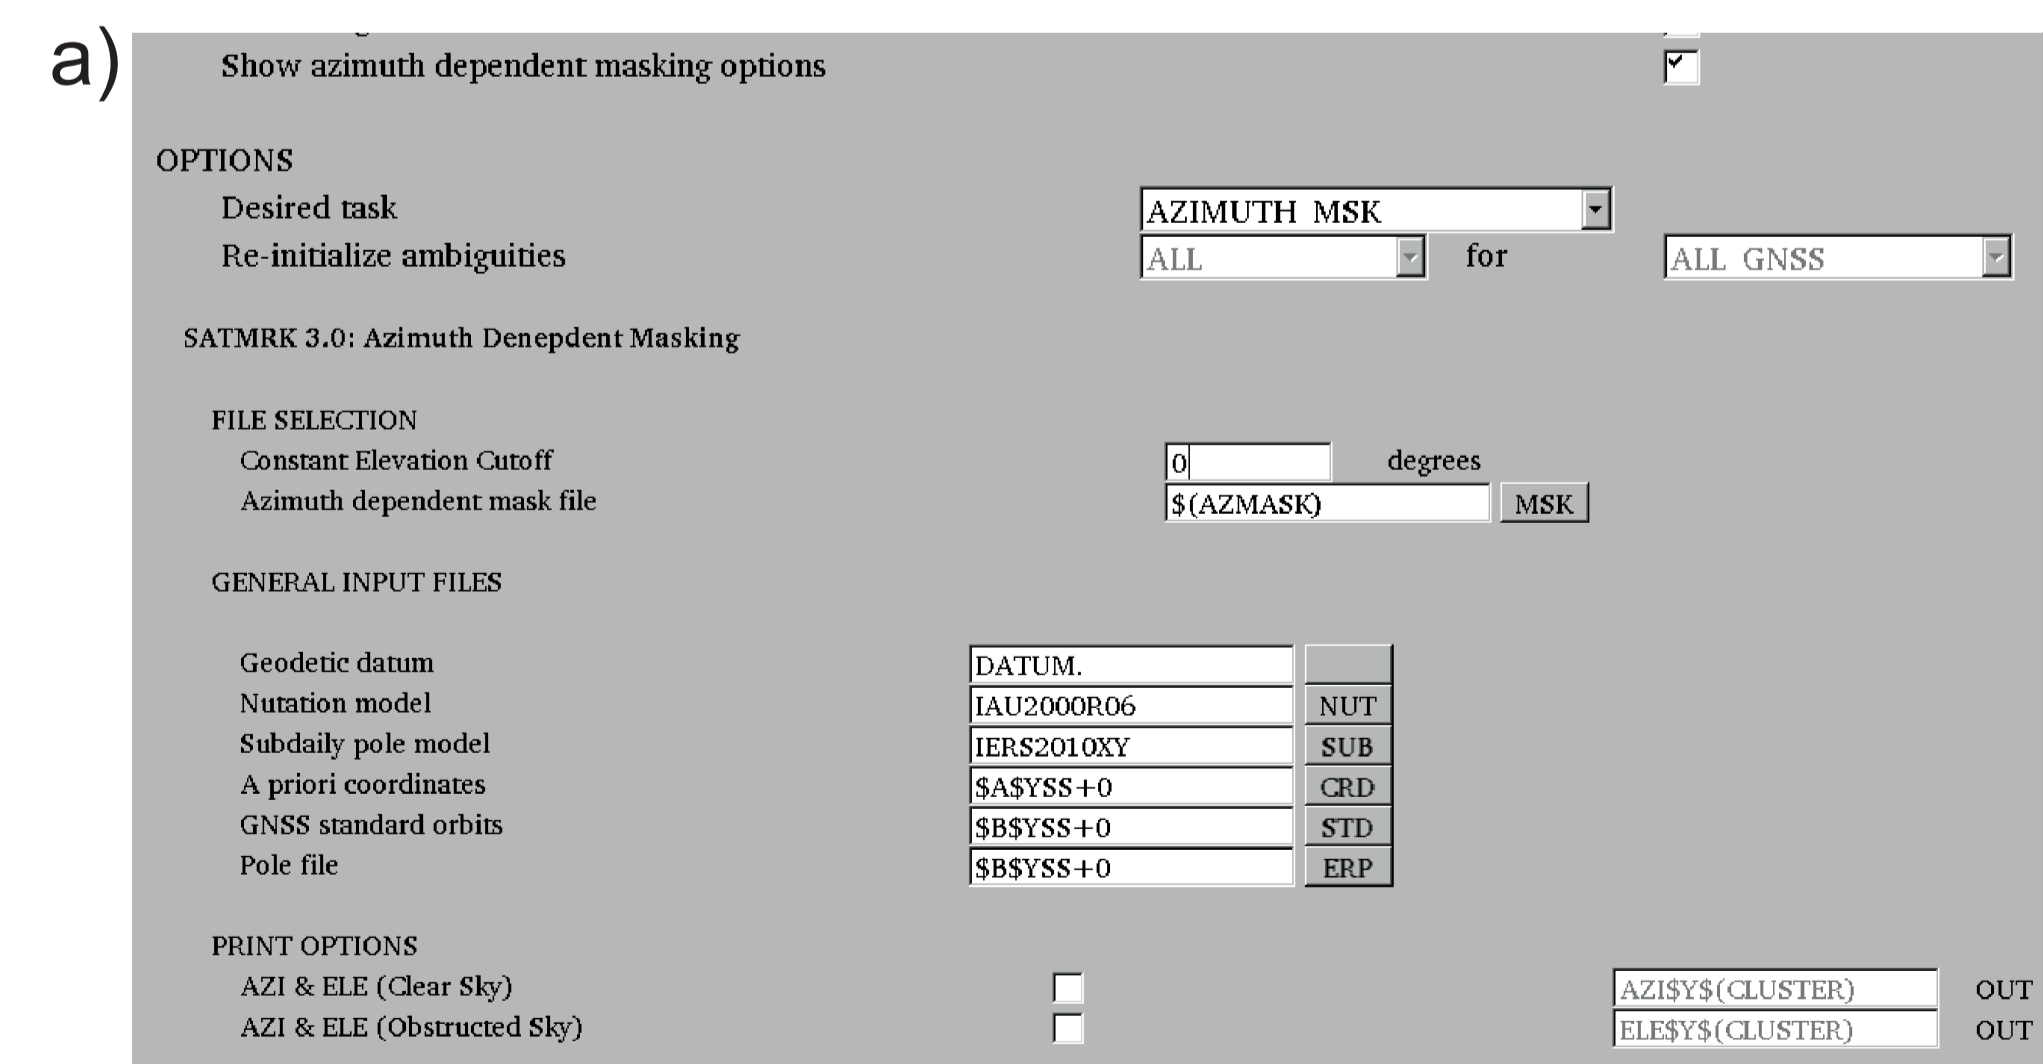 a)
Show azimuth dependent masking options
OPTIONS
Desired task AZIMUTH MSK
Re-initialize ambiguities ALL for ALL GNSS
SATMRK 3.0: Azimuth Denepdent Masking
FILE SELECTION
Constant Elevation Cutoff 0 degrees
Azimuth dependent mask file $(AZMASK) MSK
GENERAL INPUT FILES
Geodetic datum DATUM.
Nutation model IAU2000R06 NUT
Subdaily pole model IERS2010XY SUB
A priori coordinates $A$YSS+0 CRD
GNSS standard orbits $B$YSS+0 STD
Pole file $B$YSS+0 ERP
PRINT OPTIONS
AZI & ELE (Clear Sky) AZI$Y$(CLUSTER) OUT
AZI & ELE (Obstructed Sky) ELE$Y$(CLUSTER) OUT